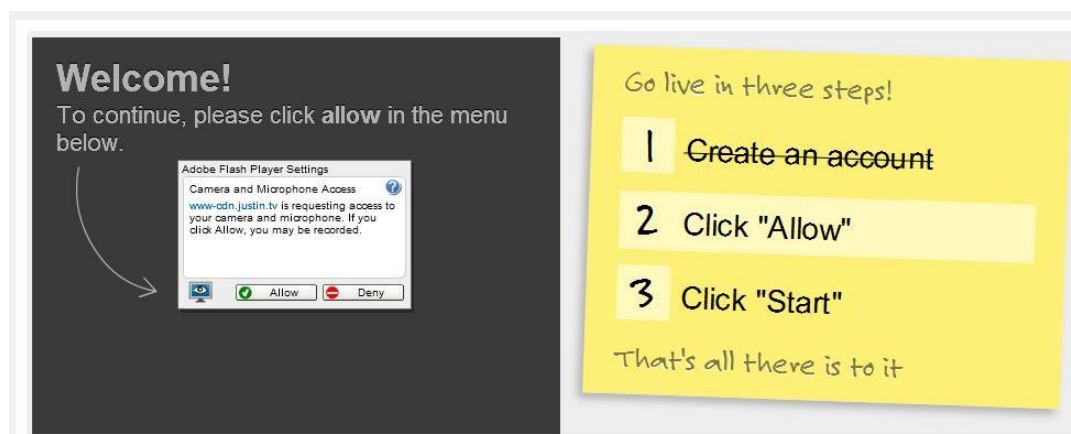 Welcome!
To continue, please click allow in the menu
below.
Adobe Flash Player Settings
Camera and Microphone Access
www-cdn.justin.tv is requesting access to
your camera and microphone. If you
click Allow, you may be recorded.
Allow
Deny
Go live in three steps!
1 Create an account
2 Click "Allow"
3 Click "Start"
That's all there is to it